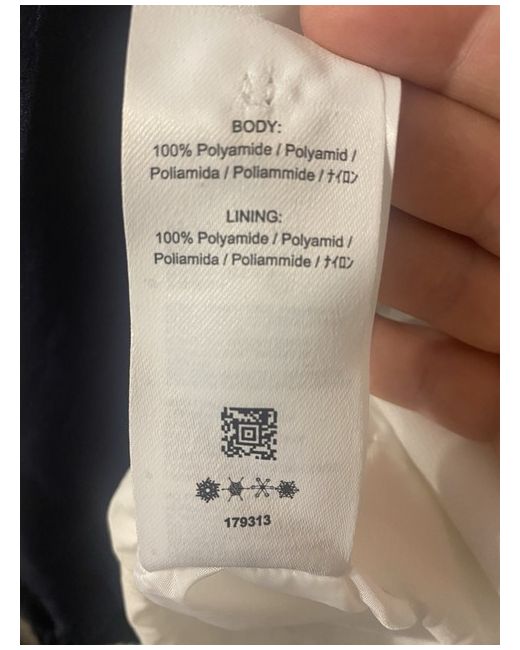 BODY:
100% Polyamide / Polyamid /
Poliamida / Poliammide / ナイロン
LINING:
100% Polyamide / Polyamid /
Poliamida / Poliammide / ナイロン
179313